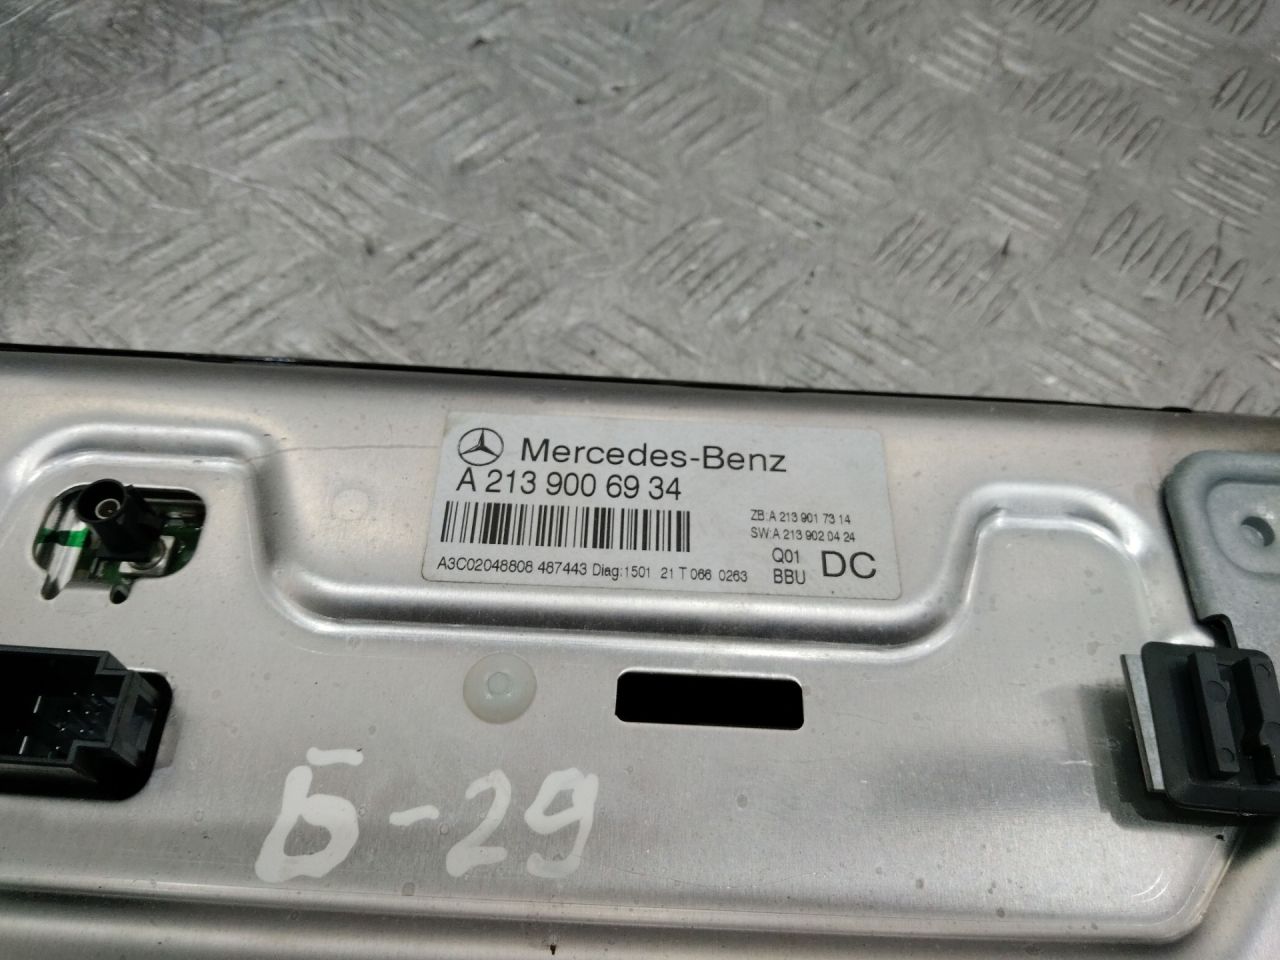 Mercedes-Benz
A 213 900 69 34
ZB:A 213 901 73 14
SW:A 213 902 04 24
Q01
BBU
DC
A3C02048808 487443 Diag:1501 21 T 066 0263
Б-29